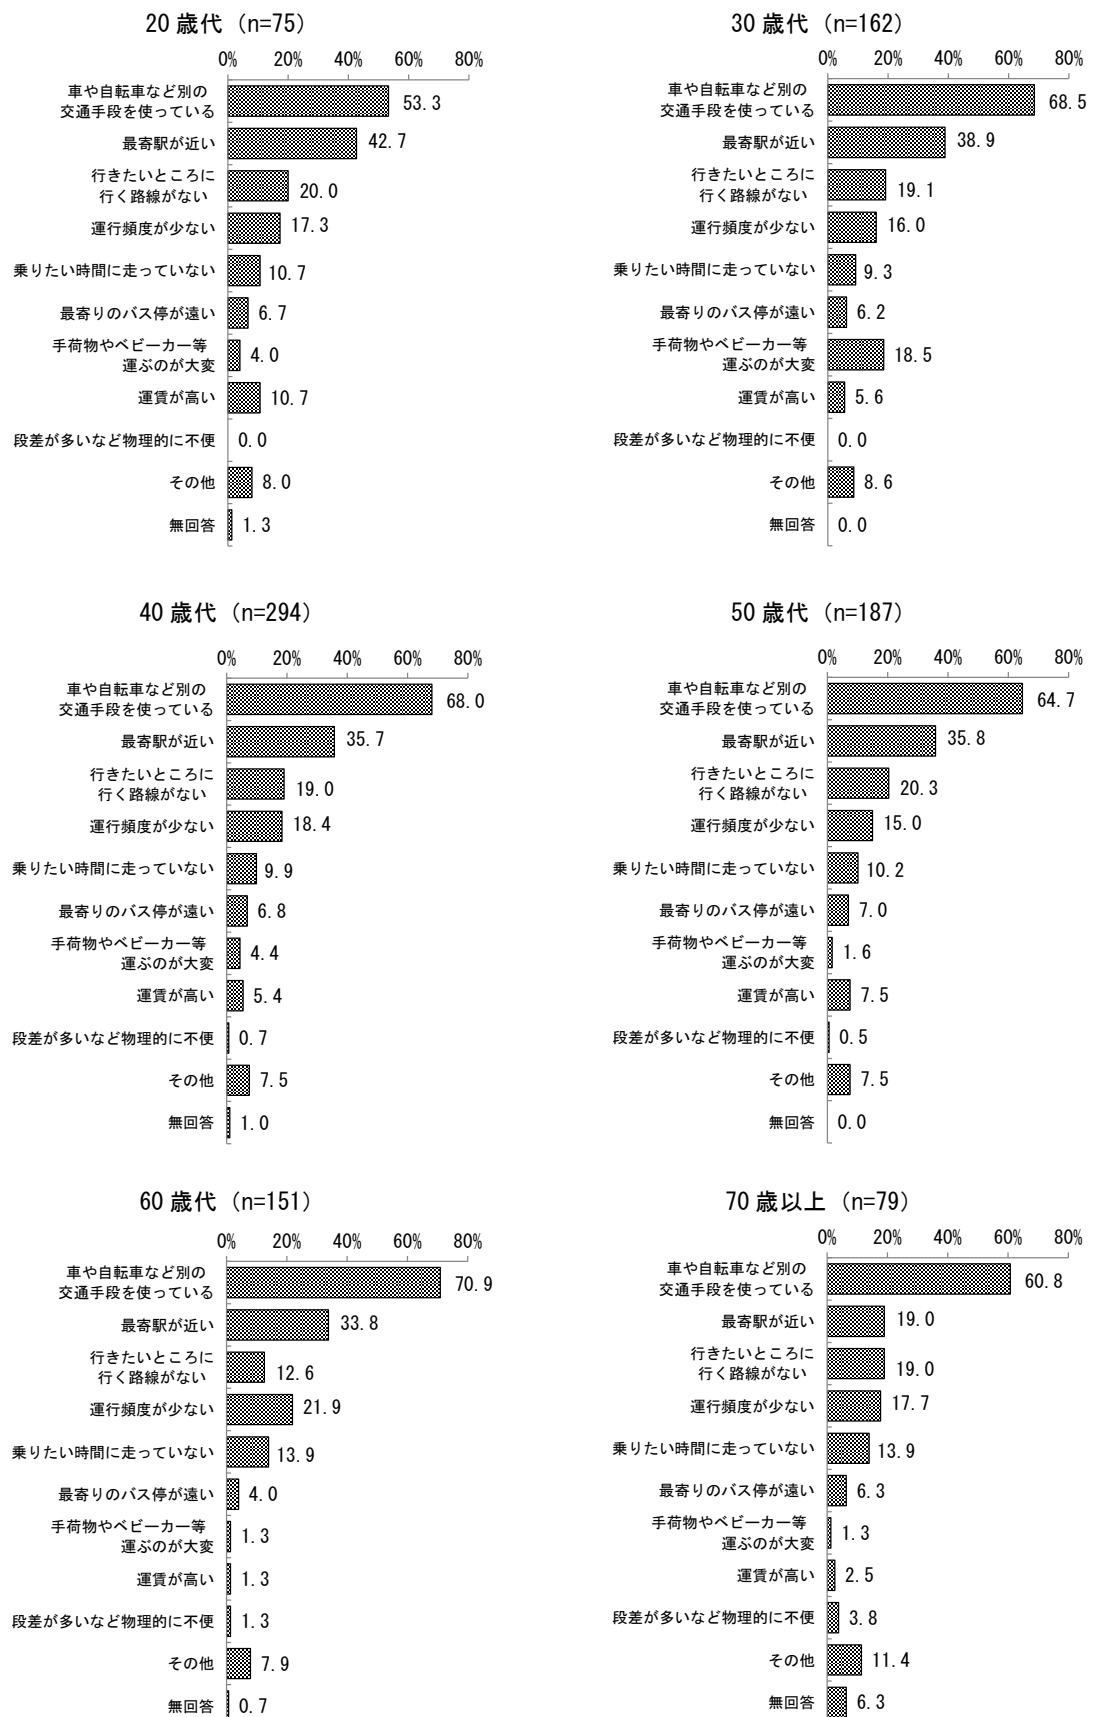 20 歳代（n=75）
0% 20% 40% 60% 80%
車や自転車など別の
交通手段を使っている
53.3
最寄駅が近い
42.7
行きたいところに
行く路線がない
20.0
運行頻度が少ない
17.3
乗りたい時間に走っていない
10.7
最寄りのバス停が遠い
6.7
手荷物やベビーカー等
運ぶのが大変
4.0
運賃が高い
10.7
段差が多いなど物理的に不便
0.0
その他
8.0
無回答
1.3
30 歳代（n=162）
0% 20% 40% 60% 80%
車や自転車など別の
交通手段を使っている
68.5
最寄駅が近い
38.9
行きたいところに
行く路線がない
19.1
運行頻度が少ない
16.0
乗りたい時間に走っていない
9.3
最寄りのバス停が遠い
6.2
手荷物やベビーカー等
運ぶのが大変
18.5
運賃が高い
5.6
段差が多いなど物理的に不便
0.0
その他
8.6
無回答
0.0
40 歳代（n=294）
0% 20% 40% 60% 80%
車や自転車など別の
交通手段を使っている
68.0
最寄駅が近い
35.7
行きたいところに
行く路線がない
19.0
運行頻度が少ない
18.4
乗りたい時間に走っていない
9.9
最寄りのバス停が遠い
6.8
手荷物やベビーカー等
運ぶのが大変
4.4
運賃が高い
5.4
段差が多いなど物理的に不便
0.7
その他
7.5
無回答
1.0
50 歳代（n=187）
0% 20% 40% 60% 80%
車や自転車など別の
交通手段を使っている
64.7
最寄駅が近い
35.8
行きたいところに
行く路線がない
20.3
運行頻度が少ない
15.0
乗りたい時間に走っていない
10.2
最寄りのバス停が遠い
7.0
手荷物やベビーカー等
運ぶのが大変
1.6
運賃が高い
7.5
段差が多いなど物理的に不便
0.5
その他
7.5
無回答
0.0
60 歳代（n=151）
0% 20% 40% 60% 80%
車や自転車など別の
交通手段を使っている
70.9
最寄駅が近い
33.8
行きたいところに
行く路線がない
12.6
運行頻度が少ない
21.9
乗りたい時間に走っていない
13.9
最寄りのバス停が遠い
4.0
手荷物やベビーカー等
運ぶのが大変
1.3
運賃が高い
1.3
段差が多いなど物理的に不便
1.3
その他
7.9
無回答
0.7
70 歳以上（n=79）
0% 20% 40% 60% 80%
車や自転車など別の
交通手段を使っている
60.8
最寄駅が近い
19.0
行きたいところに
行く路線がない
19.0
運行頻度が少ない
17.7
乗りたい時間に走っていない
13.9
最寄りのバス停が遠い
6.3
手荷物やベビーカー等
運ぶのが大変
1.3
運賃が高い
2.5
段差が多いなど物理的に不便
3.8
その他
11.4
無回答
6.3